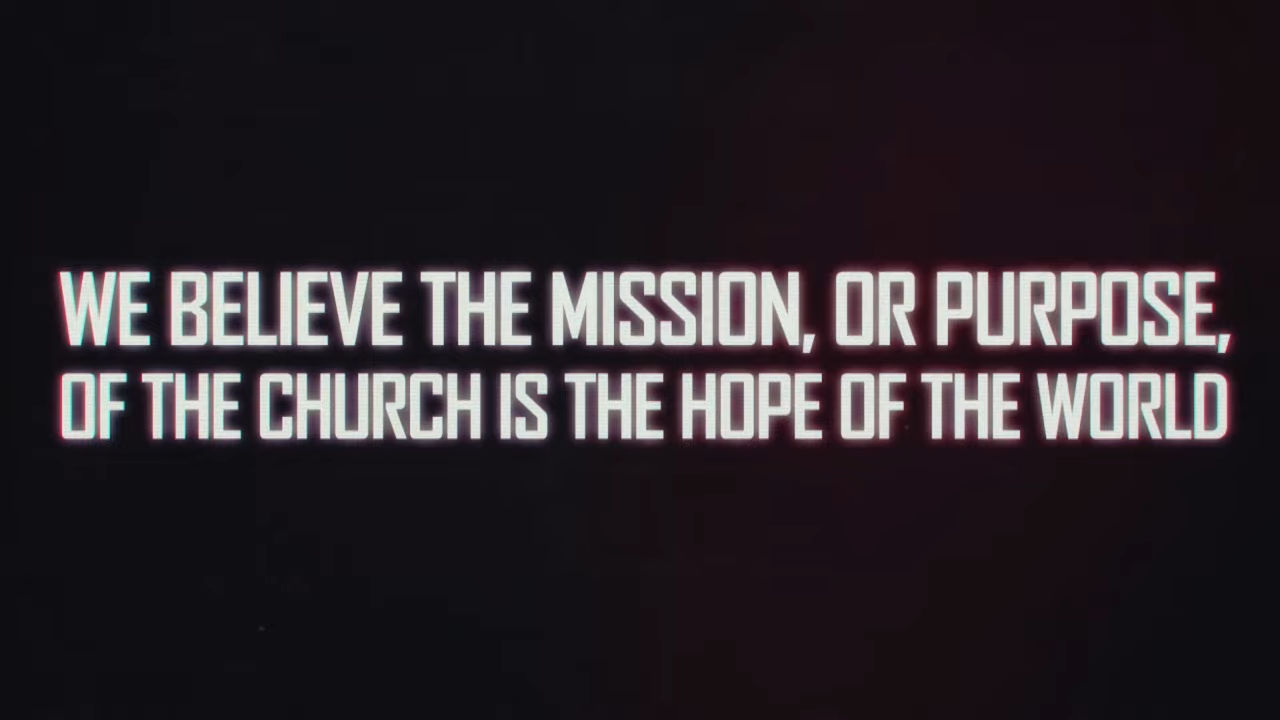 WE BELIEVE THE MISSION, OR PURPOSE,
OF THE CHURCH IS THE HOPE OF THE WORLD